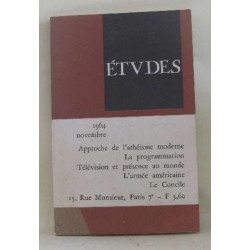 ÉTVDES
1964
novembre
Approche de l'athéisme moderne
La programmation
Télévision et présence au monde
L'armée américaine
Le Concile
15, Rue Monsieur, Paris 7e - F 3,60